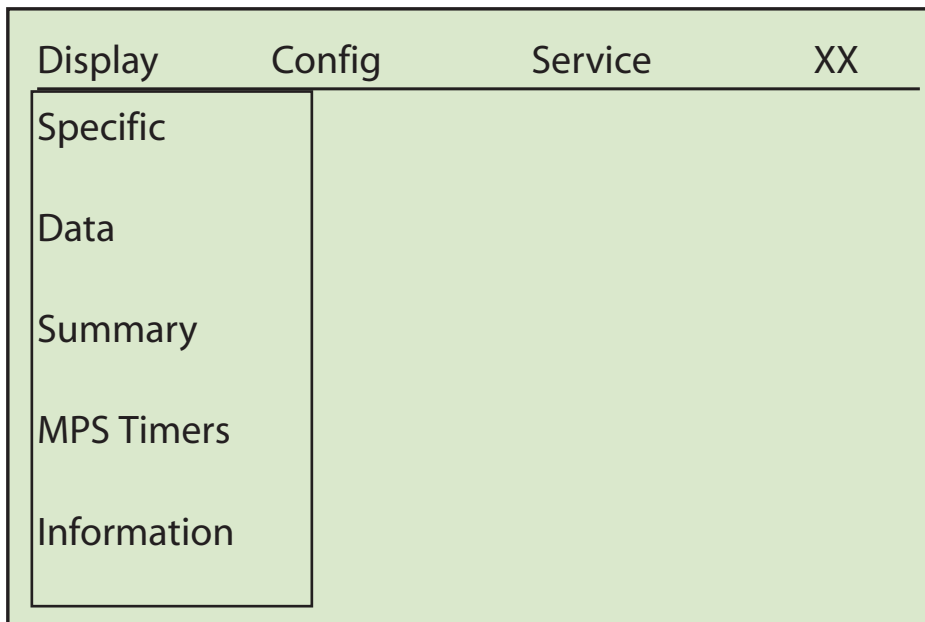 Display Config Service XX
Specific
Data
Summary
MPS Timers
Information